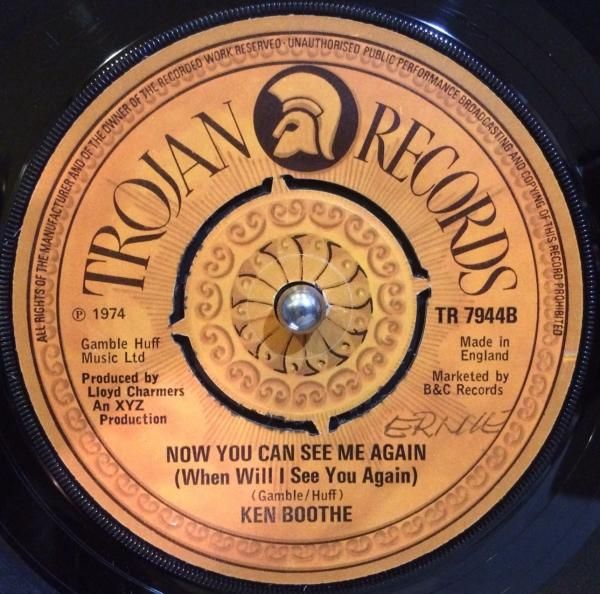 ALL RIGHTS OF THE MANUFACTURER AND OF THE OWNER OF THE RECORDED WORK RESERVED · UNAUTHORISED PUBLIC PERFORMANCE BROADCASTING AND COPYING OF THIS RECORD PROHIBITED
TROJAN RECORDS
℗ 1974
Gamble Huff
Music Ltd
Produced by
Lloyd Charmers
An XYZ
Production
TR 7944B
Made in
England
Marketed by
B&C Records
ERNIE
NOW YOU CAN SEE ME AGAIN
(When Will I See You Again)
(Gamble/Huff)
KEN BOOTHE